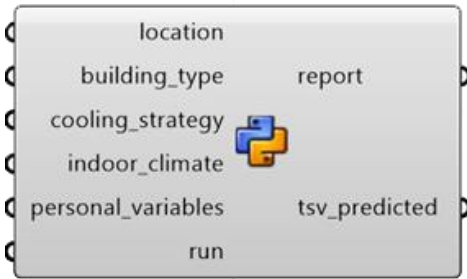 location
building_type
report
cooling_strategy
indoor_climate
personal_variables
tsv_predicted
run